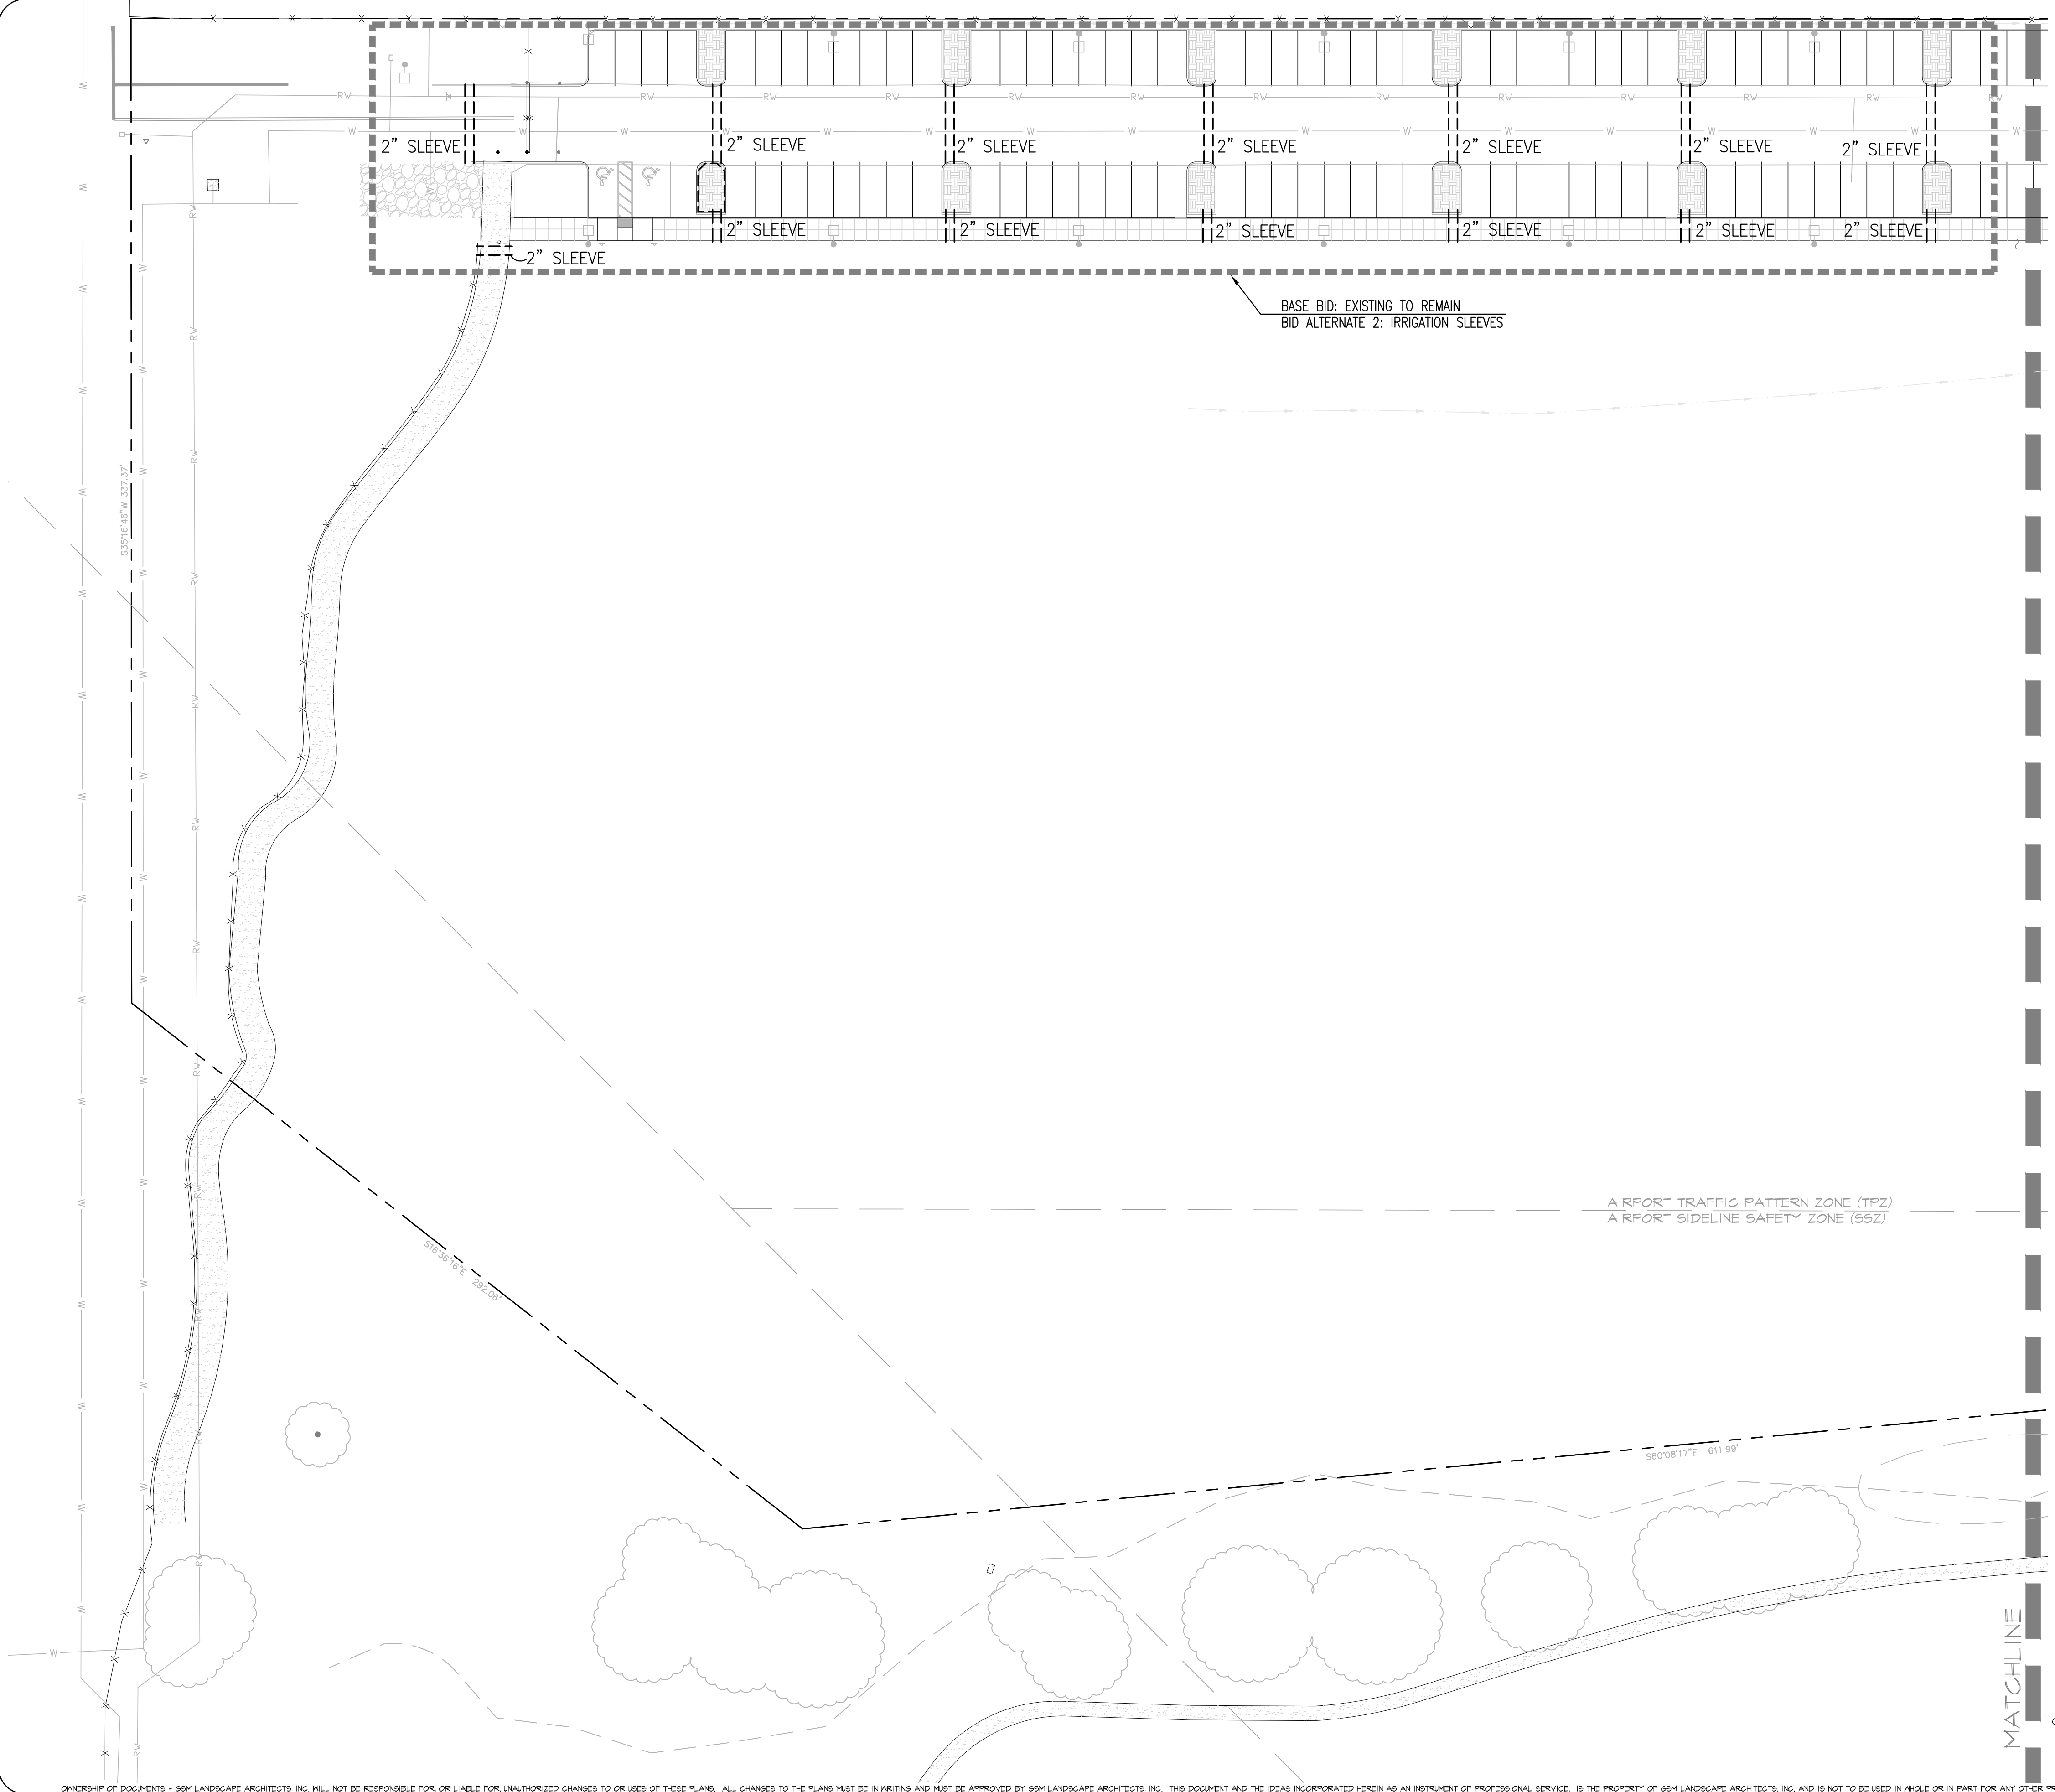 2” SLEEVE
2” SLEEVE
2” SLEEVE
2” SLEEVE
2” SLEEVE
2” SLEEVE
2” SLEEVE
2” SLEEVE
2” SLEEVE
2” SLEEVE
2” SLEEVE
2” SLEEVE
2” SLEEVE
2” SLEEVE
BASE BID: EXISTING TO REMAIN
BID ALTERNATE 2: IRRIGATION SLEEVES
S35°16'46"W 337.37'
AIRPORT TRAFFIC PATTERN ZONE (TPZ)
AIRPORT SIDELINE SAFETY ZONE (SSZ)
S18°36'16"E 292.06'
S60°08'17"E 611.99'
MATCHLINE
OWNERSHIP OF DOCUMENTS - GSM LANDSCAPE ARCHITECTS, INC. WILL NOT BE RESPONSIBLE FOR, OR LIABLE FOR, UNAUTHORIZED CHANGES TO OR USES OF THESE PLANS. ALL CHANGES TO THE PLANS MUST BE IN WRITING AND MUST BE APPROVED BY GSM LANDSCAPE ARCHITECTS, INC. THIS DOCUMENT AND THE IDEAS INCORPORATED HEREIN AS AN INSTRUMENT OF PROFESSIONAL SERVICE, IS THE PROPERTY OF GSM LANDSCAPE ARCHITECTS, INC. AND IS NOT TO BE USED IN WHOLE OR IN PART FOR ANY OTHER